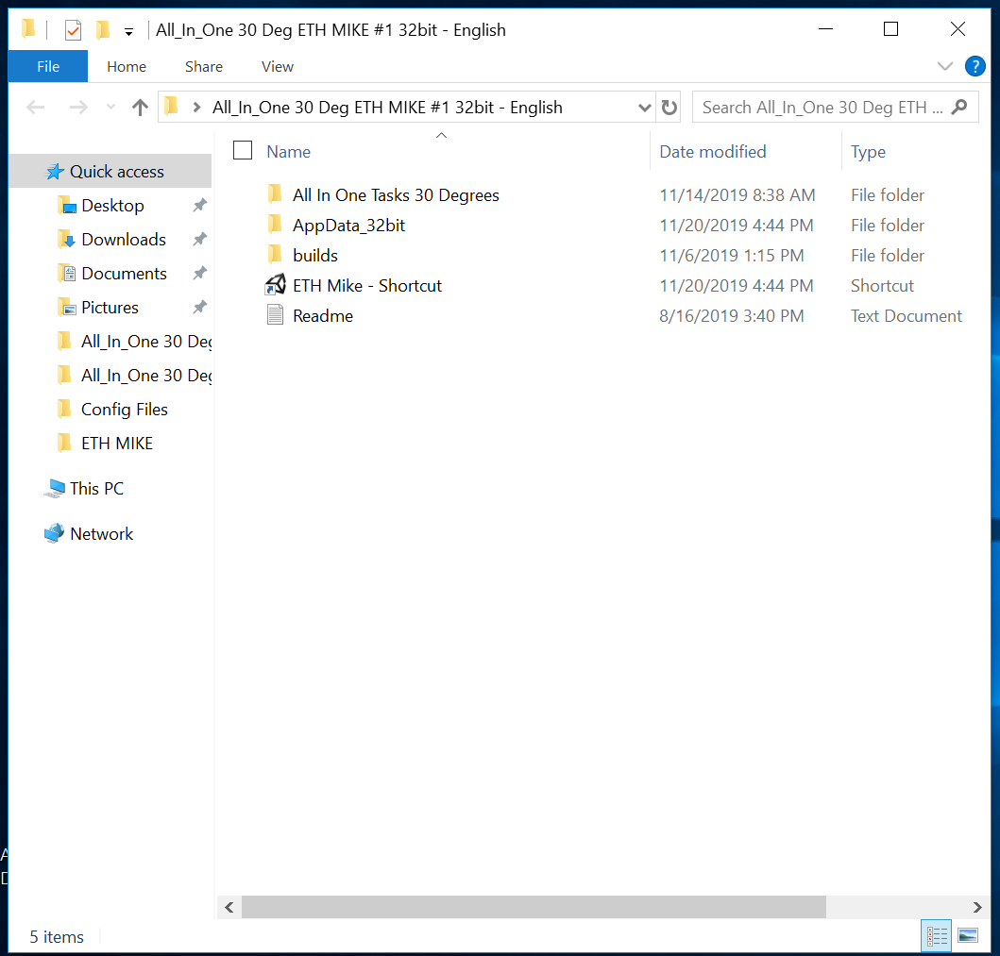 All_In_One 30 Deg ETH MIKE #1 32bit - English
File Home Share View
?
All_In_One 30 Deg ETH MIKE #1 32bit - English Search All_In_One 30 Deg ETH ...
Name Date modified Type
Quick access
Desktop
Downloads
Documents
Pictures
All_In_One 30 Deg
All_In_One 30 Deg
Config Files
ETH MIKE
This PC
Network
All In One Tasks 30 Degrees 11/14/2019 8:38 AM File folder
AppData_32bit 11/20/2019 4:44 PM File folder
builds 11/6/2019 1:15 PM File folder
ETH Mike - Shortcut 11/20/2019 4:44 PM Shortcut
Readme 8/16/2019 3:40 PM Text Document
5 items